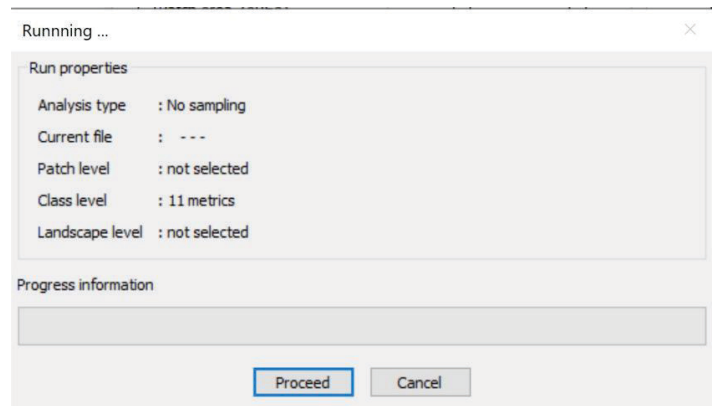 Runnning ...
Run properties
Analysis type : No sampling
Current file : - - -
Patch level : not selected
Class level : 11 metrics
Landscape level : not selected
Progress information
Proceed Cancel